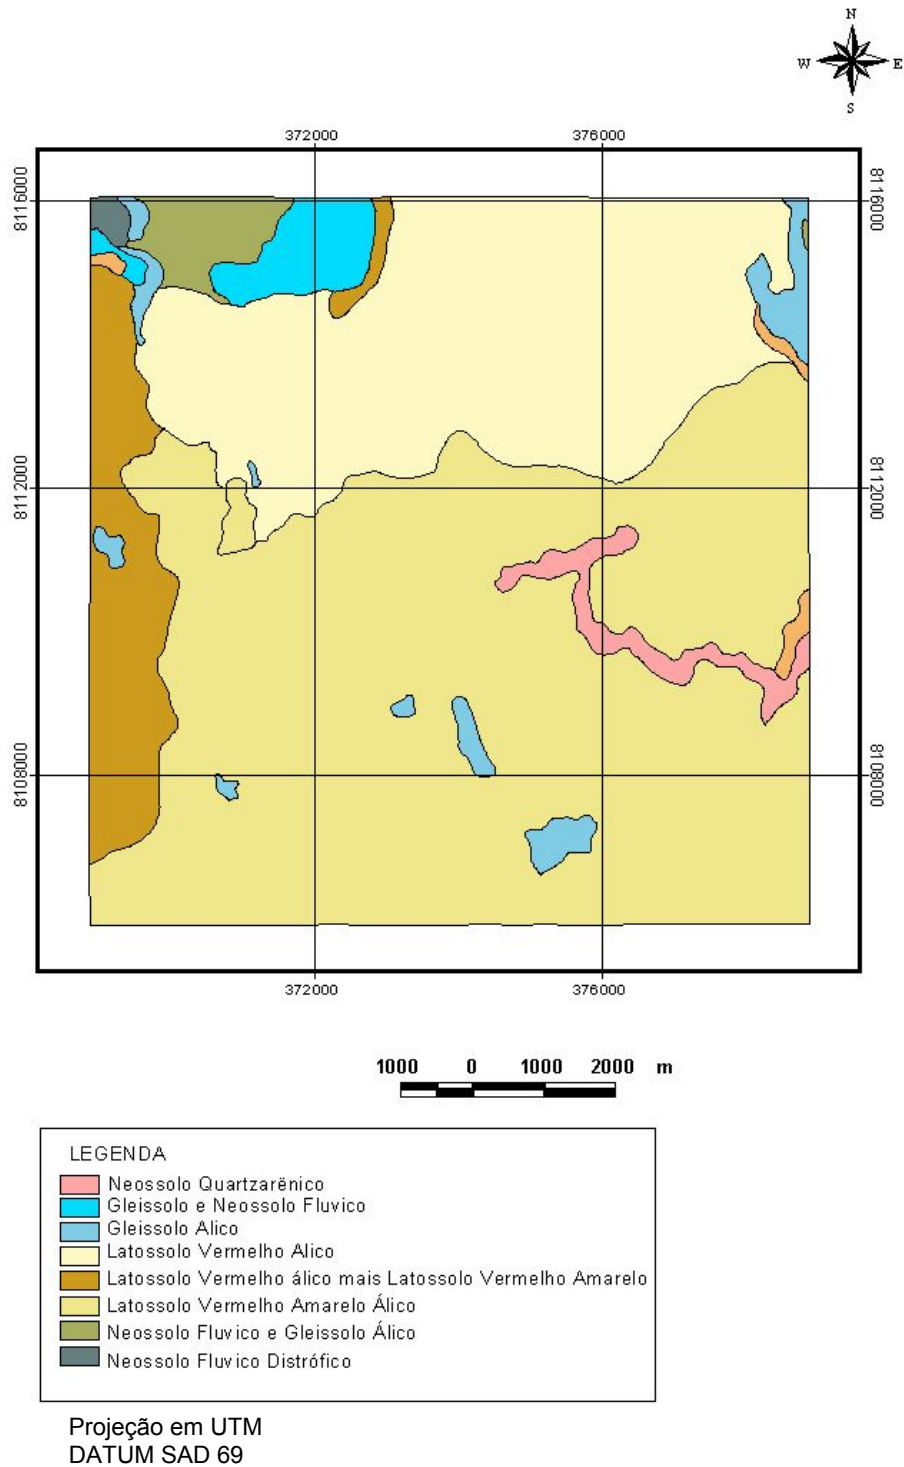 N
W E
S
372000 376000
8116000 8116000
8112000 8112000
8108000 8108000
372000 376000
1000 0 1000 2000 m
LEGENDA
Neossolo Quartzarênico
Gleissolo e Neossolo Fluvico
Gleissolo Alico
Latossolo Vermelho Alico
Latossolo Vermelho álico mais Latossolo Vermelho Amarelo
Latossolo Vermelho Amarelo Álico
Neossolo Fluvico e Gleissolo Álico
Neossolo Fluvico Distrófico
Projeção em UTM
DATUM SAD 69